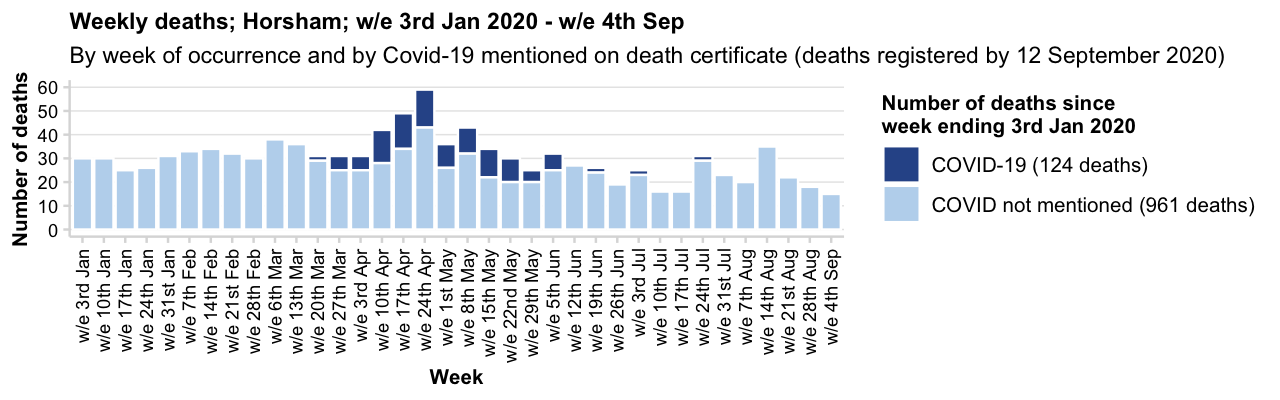 Weekly deaths; Horsham; w/e 3rd Jan 2020 - w/e 4th Sep
By week of occurrence and by Covid-19 mentioned on death certificate (deaths registered by 12 September 2020)
Number of deaths
60
50
40
30
20
10
0
w/e 3rd Jan
w/e 10th Jan
w/e 17th Jan
w/e 24th Jan
w/e 31st Jan
w/e 7th Feb
w/e 14th Feb
w/e 21st Feb
w/e 28th Feb
w/e 6th Mar
w/e 13th Mar
w/e 20th Mar
w/e 27th Mar
w/e 3rd Apr
w/e 10th Apr
w/e 17th Apr
w/e 24th Apr
w/e 1st May
w/e 8th May
w/e 15th May
w/e 22nd May
w/e 29th May
w/e 5th Jun
w/e 12th Jun
w/e 19th Jun
w/e 26th Jun
w/e 3rd Jul
w/e 10th Jul
w/e 17th Jul
w/e 24th Jul
w/e 31st Jul
w/e 7th Aug
w/e 14th Aug
w/e 21st Aug
w/e 28th Aug
w/e 4th Sep
Week
Number of deaths since
week ending 3rd Jan 2020
COVID-19 (124 deaths)
COVID not mentioned (961 deaths)